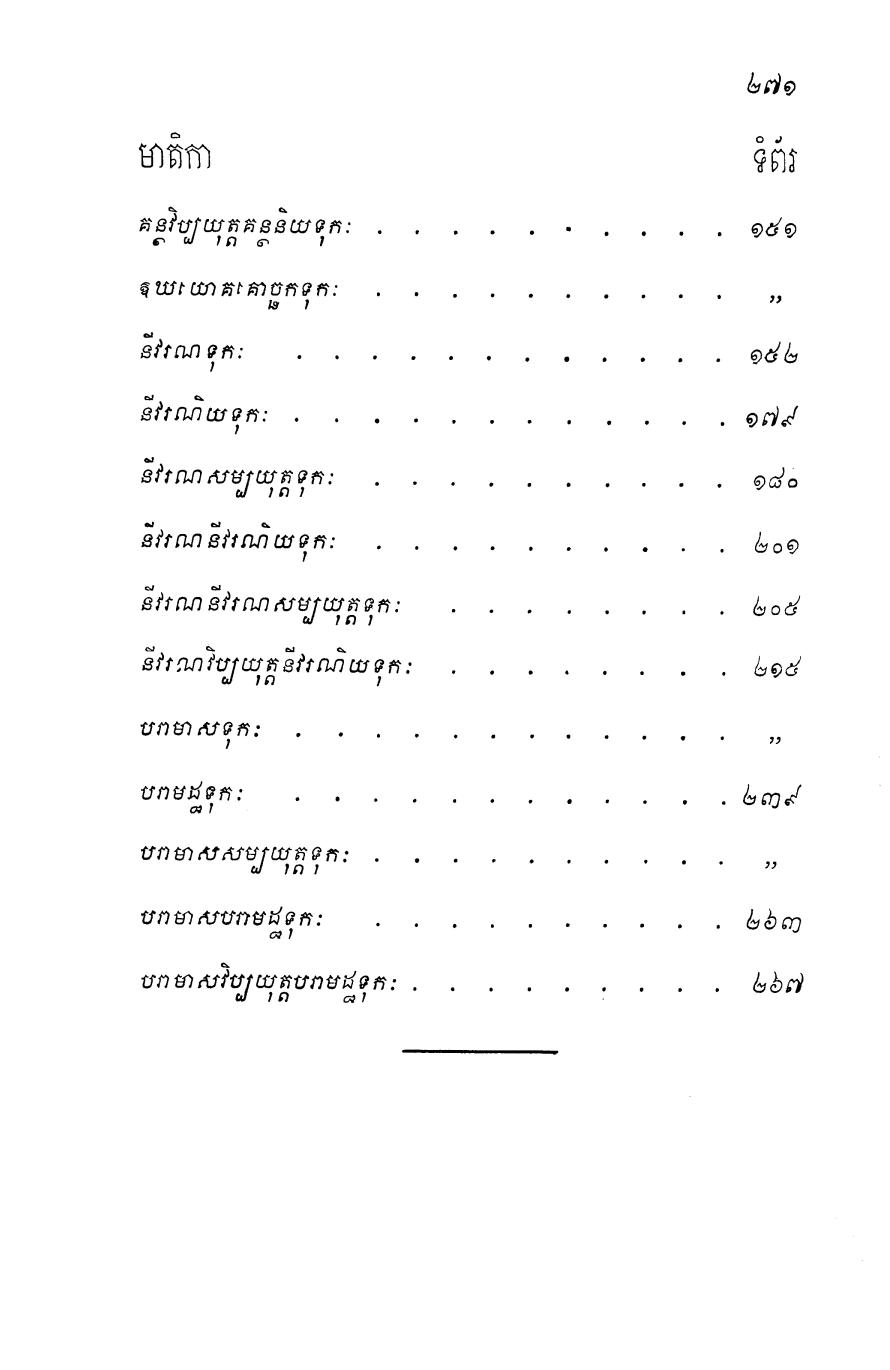 ២៧១
មាតិកា ទំព័រ
គន្ថវិប្បយុត្តគន្ថនិយទុកៈ . . . . . . . . . . ១៥១
ឱឃយោគគោច្ឆកទុកៈ . . . . . . . . . . ,,
នីវរណទុកៈ . . . . . . . . . . . . ១៥២
នីវរណិយទុកៈ . . . . . . . . . . . . ១៧៩
នីវរណសម្បយុត្តទុកៈ . . . . . . . . . . ១៨០
នីវរណនីវរណិយទុកៈ . . . . . . . . . . ២០១
នីវរណនីវរណសម្បយុត្តទុកៈ . . . . . . . . ២០៥
នីវរណវិប្បយុត្តនីវរណិយទុកៈ . . . . . . . . ២១៥
បរាមាសទុកៈ . . . . . . . . . . . . ,,
បរាមដ្ឋទុកៈ . . . . . . . . . . . . ២៣៩
បរាមាសសម្បយុត្តទុកៈ . . . . . . . . . . ,,
បរាមាសបរាមដ្ឋទុកៈ . . . . . . . . . . ២៦៣
បរាមាសវិប្បយុត្តបរាមដ្ឋទុកៈ . . . . . . . . . ២៦៧